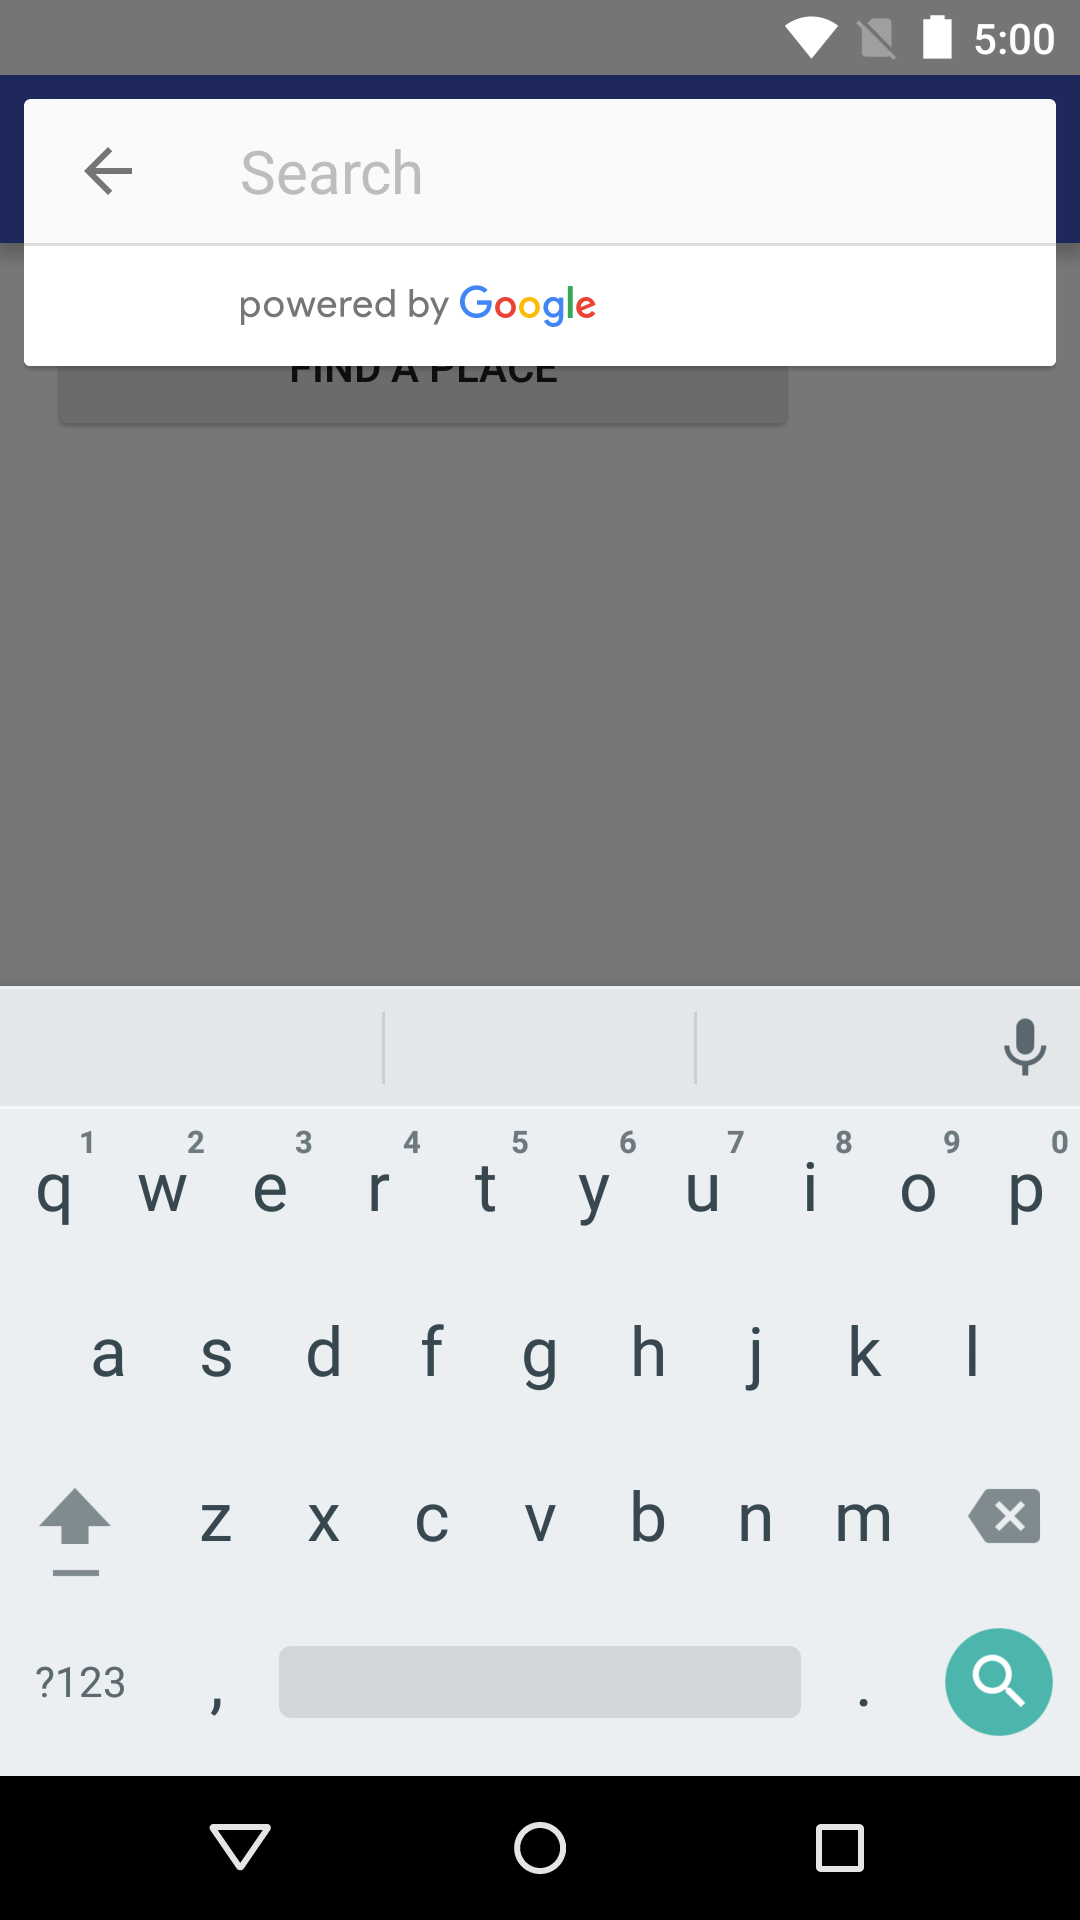 5:00
Search
powered by Google
FIND A PLACE
1 2 3 4 5 6 7 8 9 0
q w e r t y u i o p
a s d f g h j k l
z x c v b n m
?123 , .